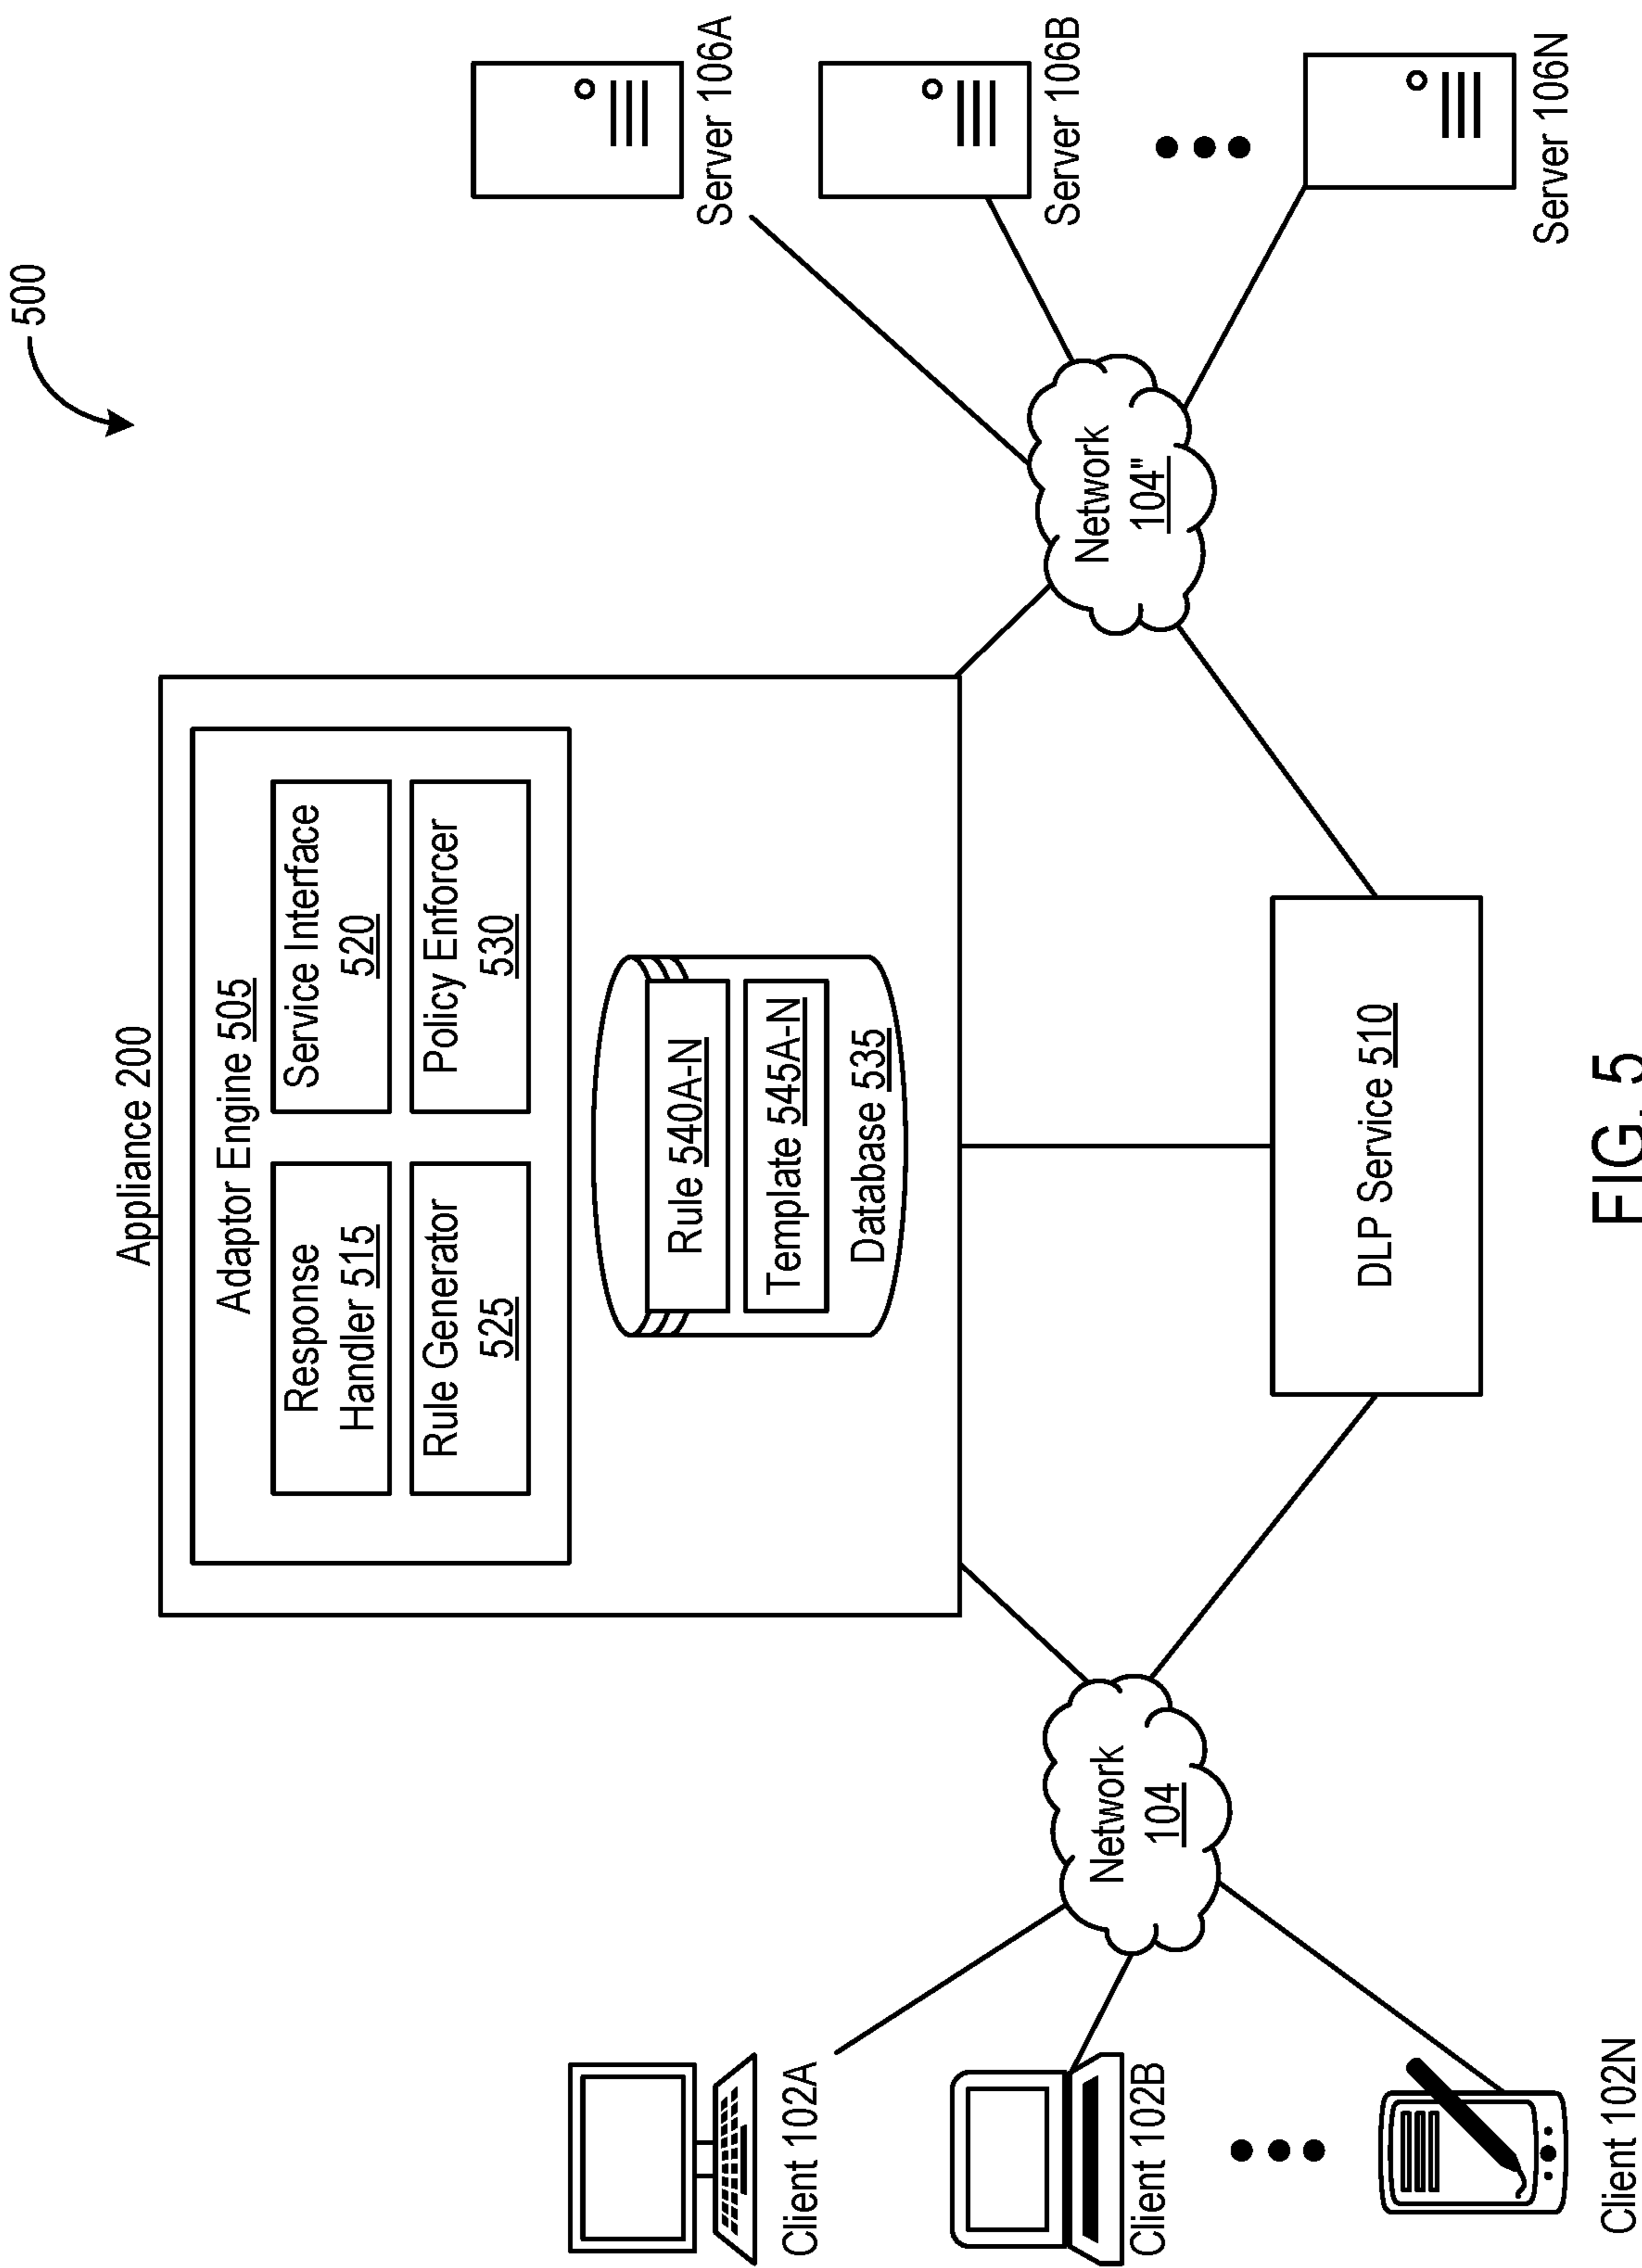 500
Appliance 200
Adaptor Engine 505
Response
Handler 515
Service Interface
520
Rule Generator
525
Policy Enforcer
530
Rule 540A-N
Template 545A-N
Database 535
Client 102A
Client 102B
Client 102N
Network
104
Network
104"
Server 106A
Server 106B
Server 106N
DLP Service 510
FIG. 5